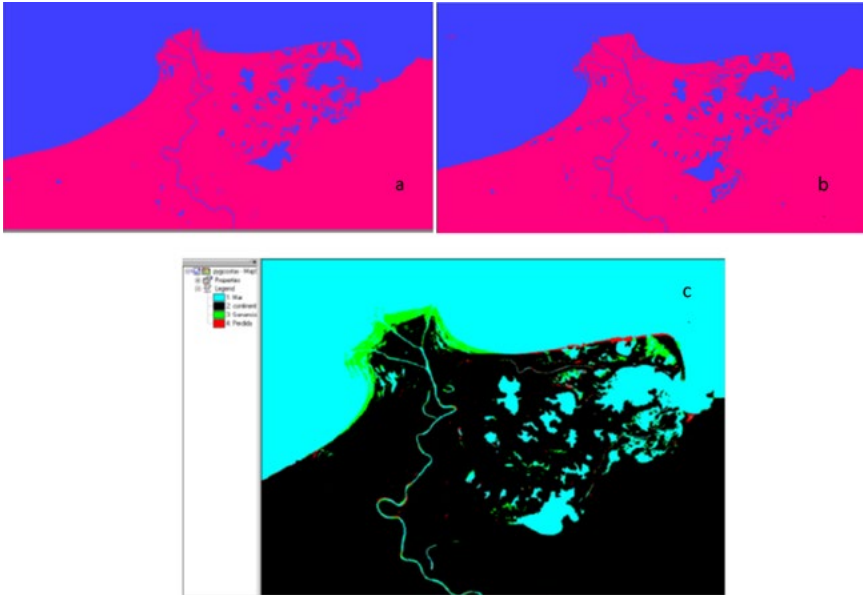 a
b
c
Properties
Legend
1: Mar
2: continent
3: Ganancia
4: Perdida